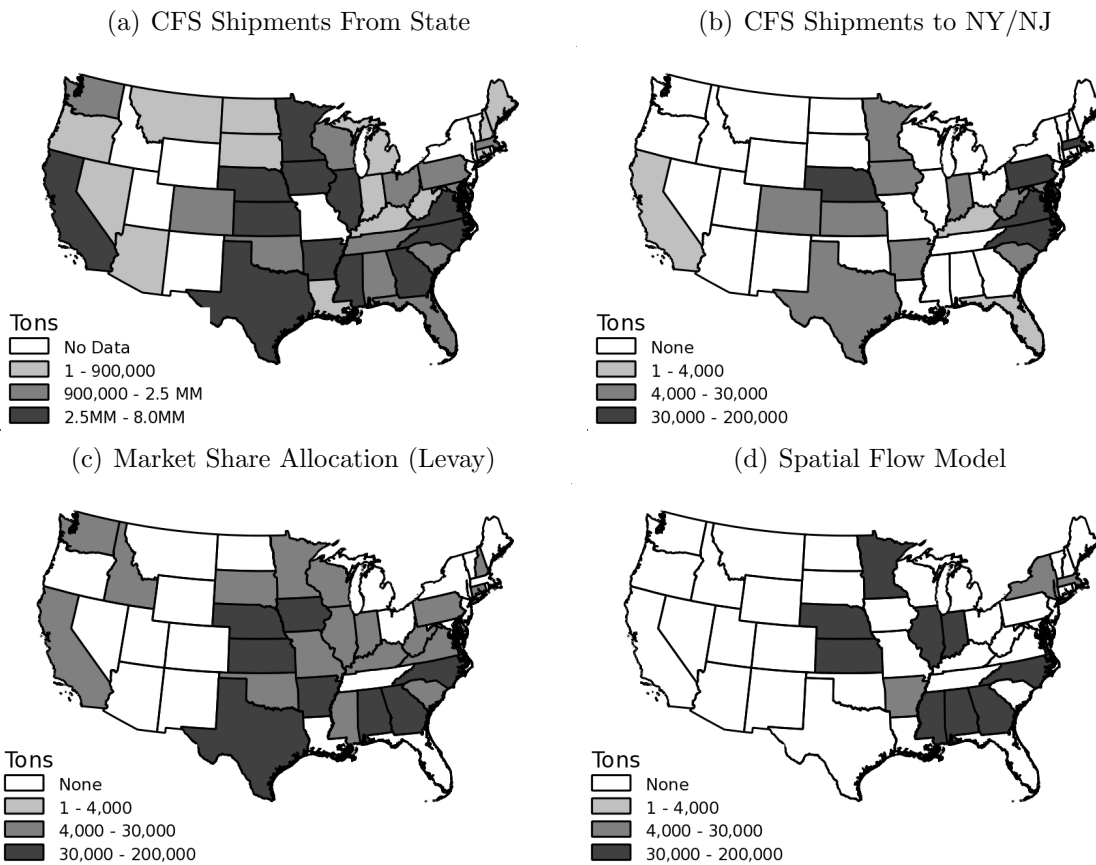 (a) CFS Shipments From State
(b) CFS Shipments to NY/NJ
Tons
No Data
1 - 900,000
900,000 - 2.5 MM
2.5MM - 8.0MM
Tons
None
1 - 4,000
4,000 - 30,000
30,000 - 200,000
(c) Market Share Allocation (Levay)
(d) Spatial Flow Model
Tons
None
1 - 4,000
4,000 - 30,000
30,000 - 200,000
Tons
None
1 - 4,000
4,000 - 30,000
30,000 - 200,000